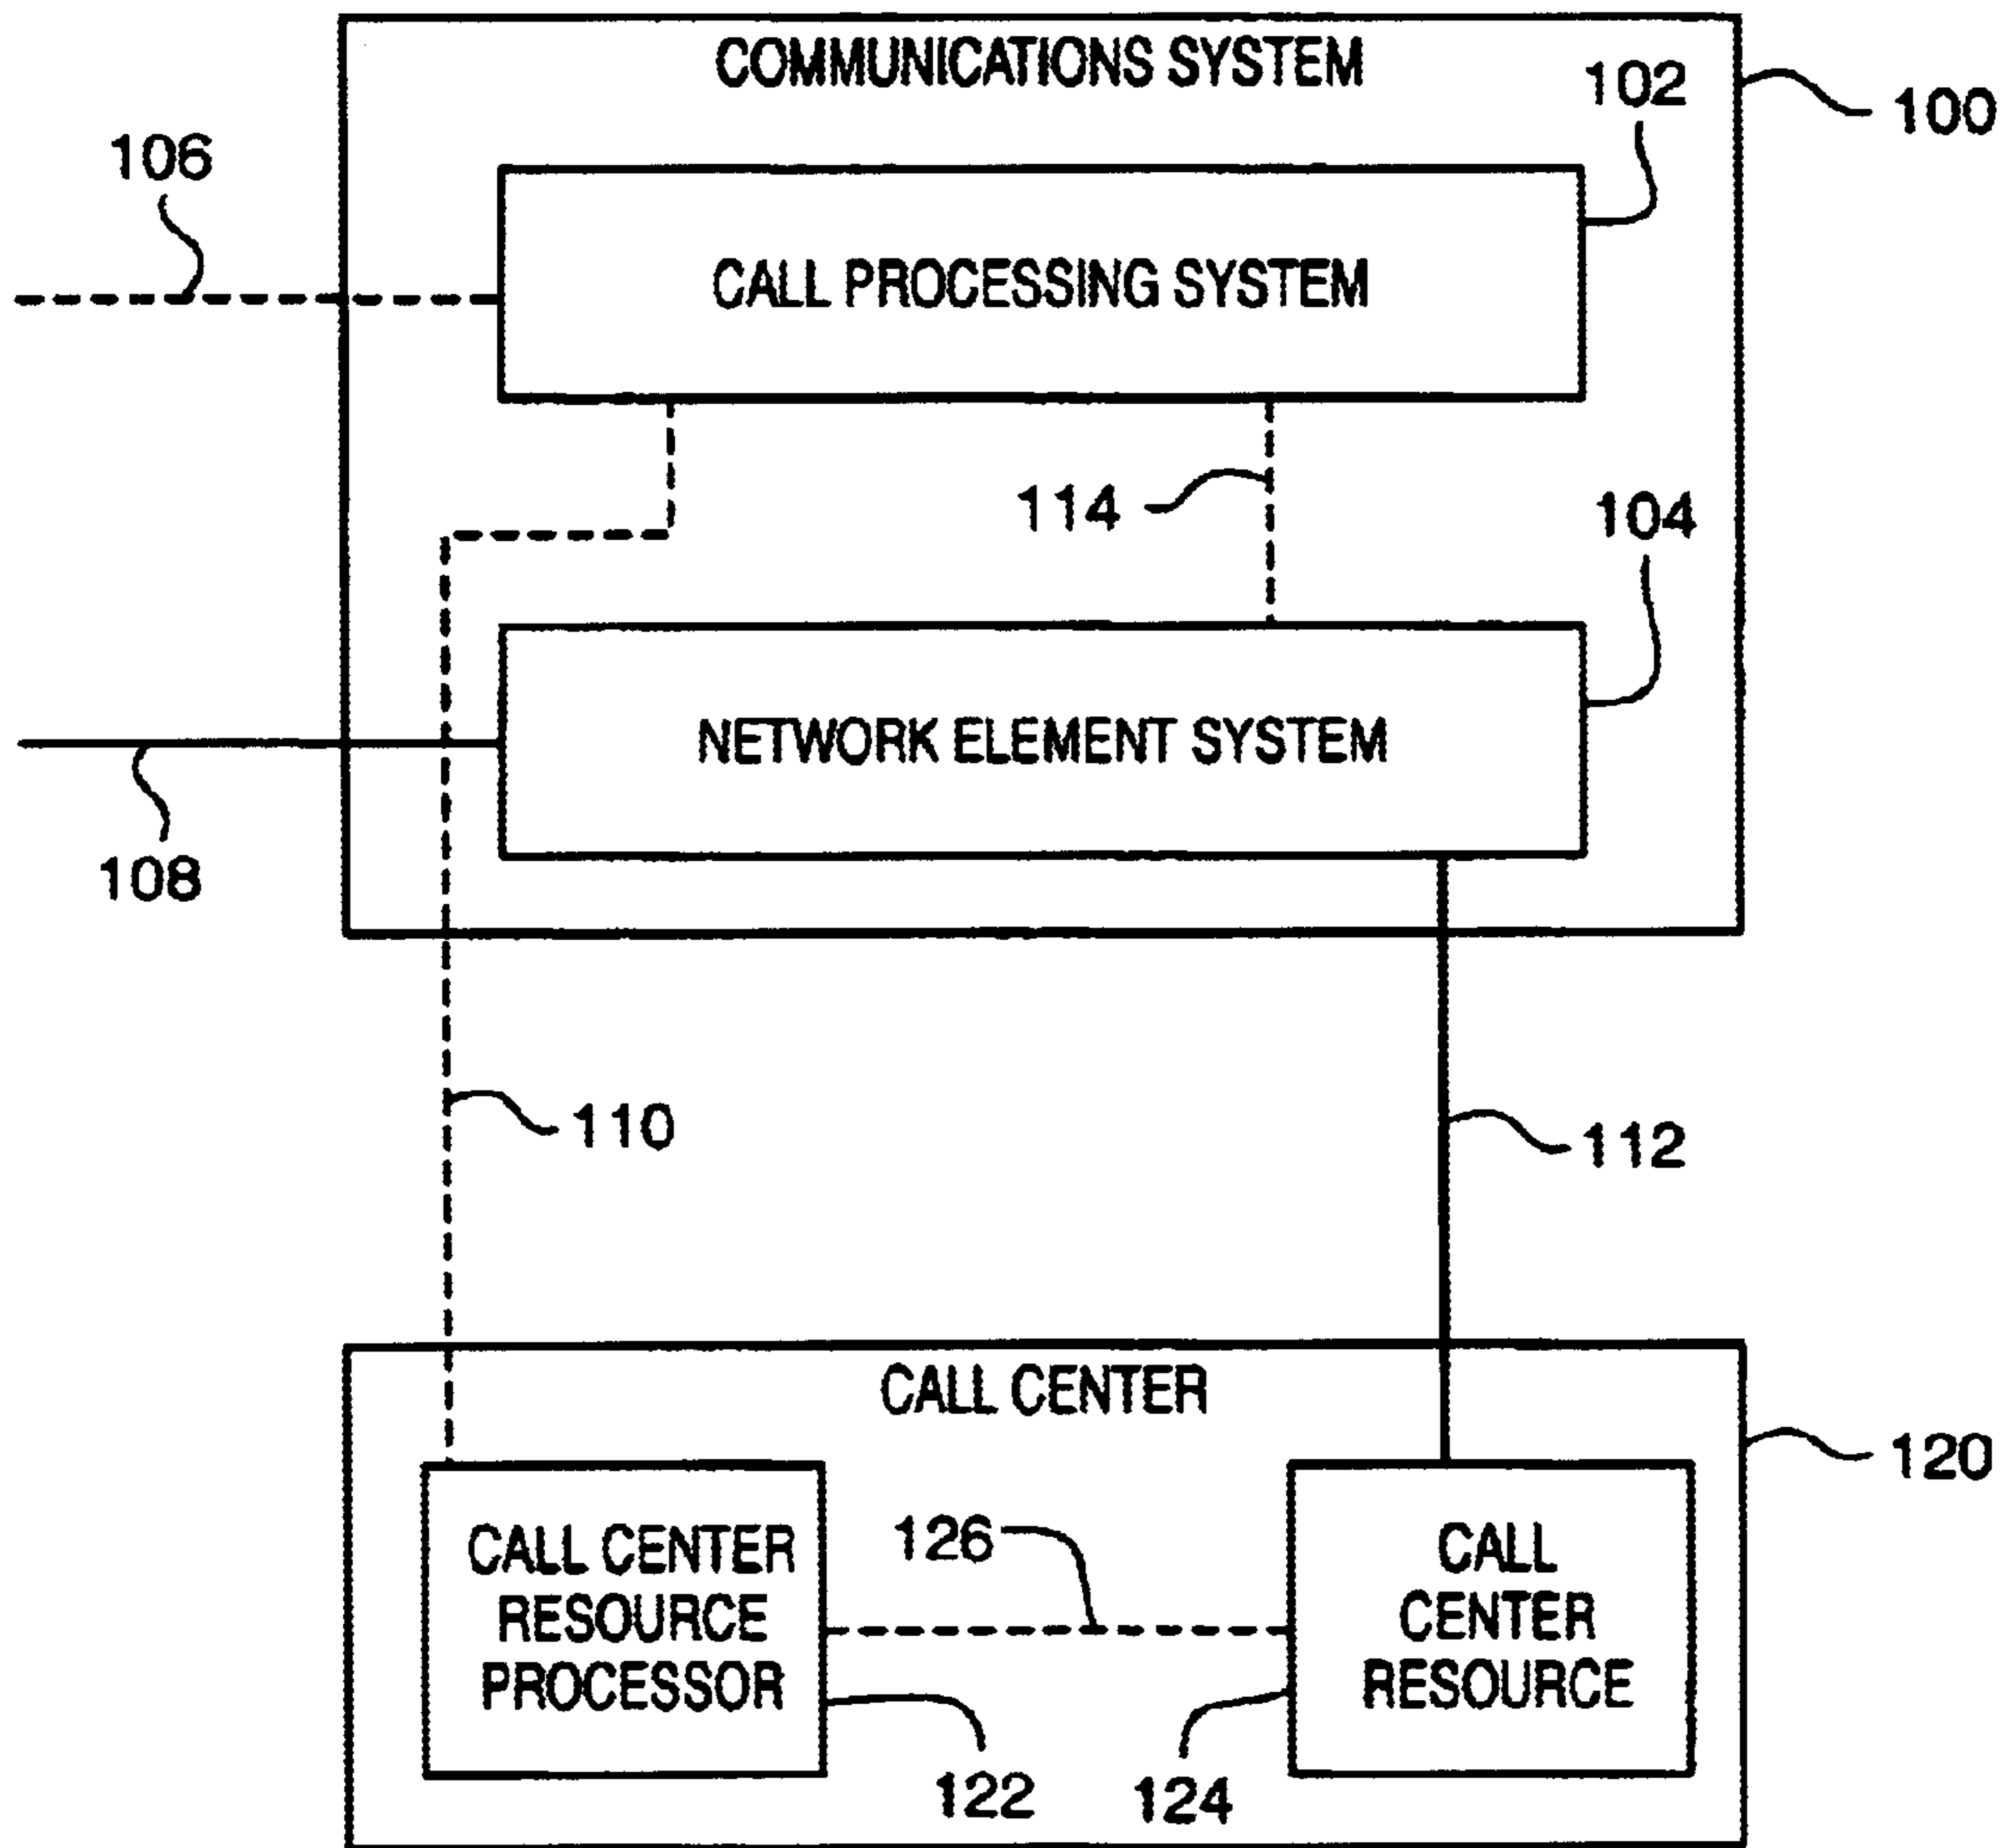 COMMUNICATIONS SYSTEM
102
100
106
CALL PROCESSING SYSTEM
114
104
NETWORK ELEMENT SYSTEM
108
110
112
CALL CENTER
120
CALL CENTER
RESOURCE
PROCESSOR
126
CALL
CENTER
RESOURCE
122
124